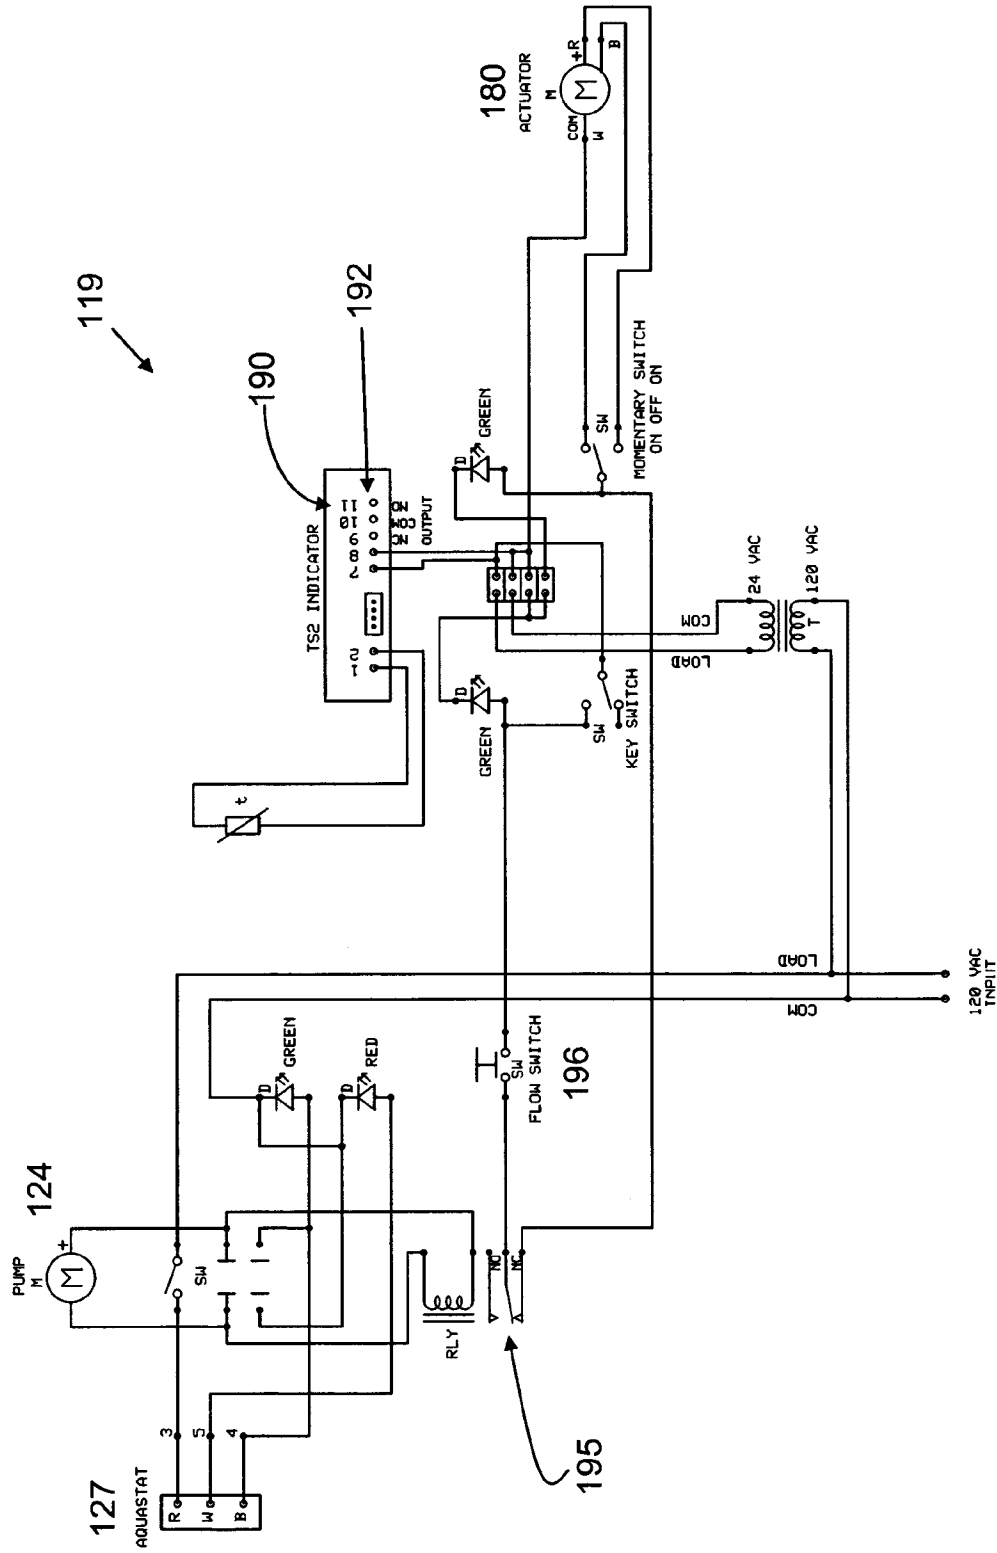 119
180
ACTUATOR
M
M
COM
W
+R
B
190
192
TS2 INDICATOR
1
2
7
8
9
10
11
NC
COM
NO
OUTPUT
t
D
GREEN
D
GREEN
SW
MOMENTARY SWITCH
ON OFF ON
SW
KEY SWITCH
COM
LOAD
24 VAC
T
120 VAC
LOAD
COM
120 VAC
INPUT
124
PUMP
M
M
+
SW
D
GREEN
D
RED
SW
FLOW SWITCH
196
RLY
NO
NC
195
127
AQUASTAT
R
W
B
3
5
4